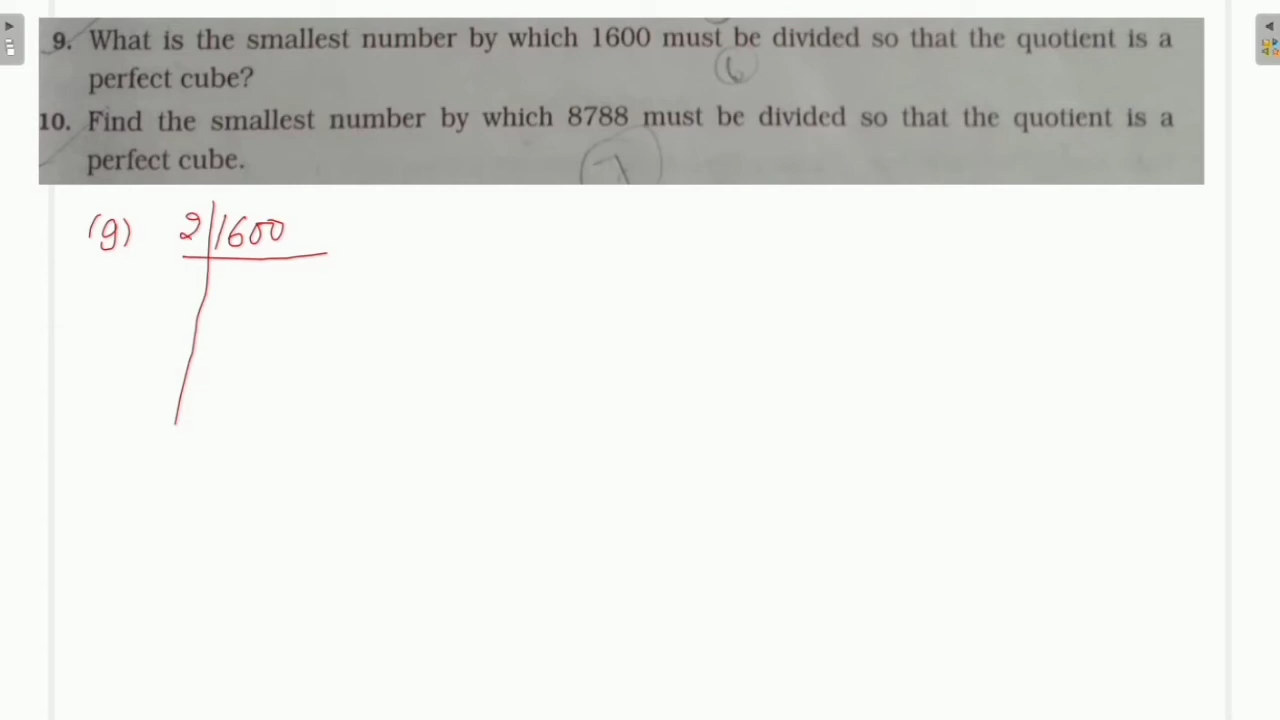 9. What is the smallest number by which 1600 must be divided so that the quotient is a
perfect cube?
10. Find the smallest number by which 8788 must be divided so that the quotient is a
perfect cube.
(9) 2 1600